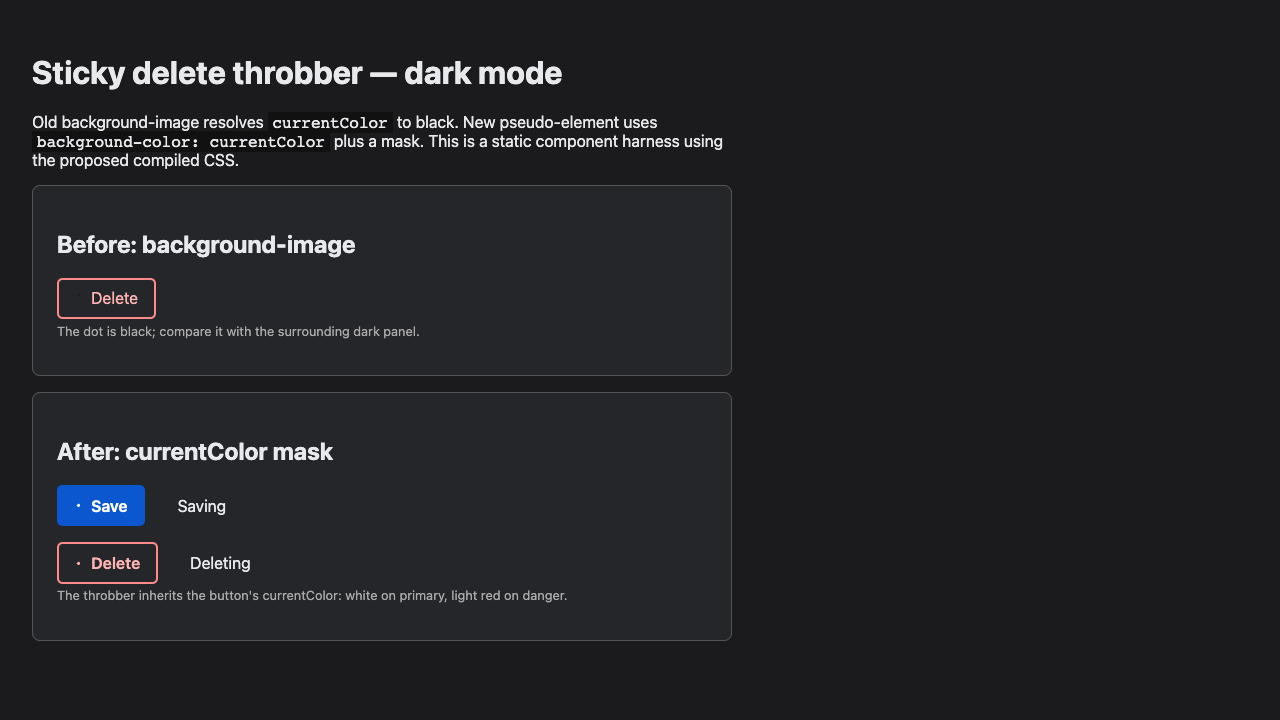 Sticky delete throbber — dark mode
Old background-image resolves currentColor to black. New pseudo-element uses
background-color: currentColor plus a mask. This is a static component harness using
the proposed compiled CSS.
Before: background-image
Delete
The dot is black; compare it with the surrounding dark panel.
After: currentColor mask
Save Saving
Delete Deleting
The throbber inherits the button's currentColor: white on primary, light red on danger.